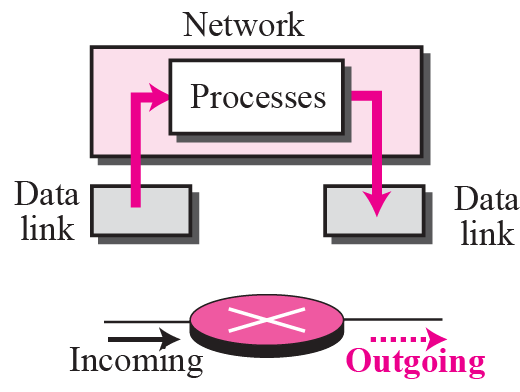 Network
Processes
Data
link
Data
link
Incoming
Outgoing